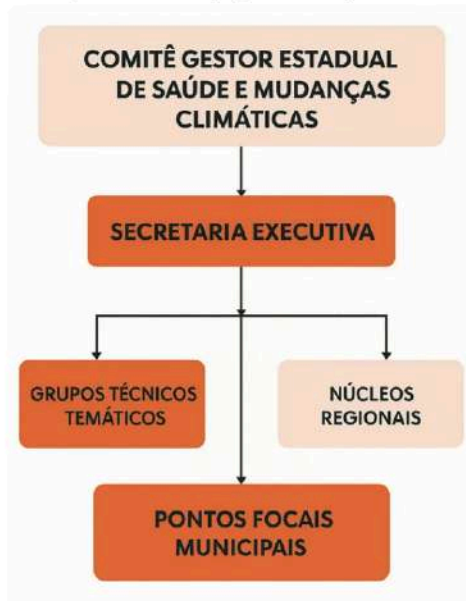 COMITÊ GESTOR ESTADUAL
DE SAÚDE E MUDANÇAS
CLIMÁTICAS
SECRETARIA EXECUTIVA
GRUPOS TÉCNICOS
TEMÁTICOS
NÚCLEOS
REGIONAIS
PONTOS FOCAIS
MUNICIPAIS